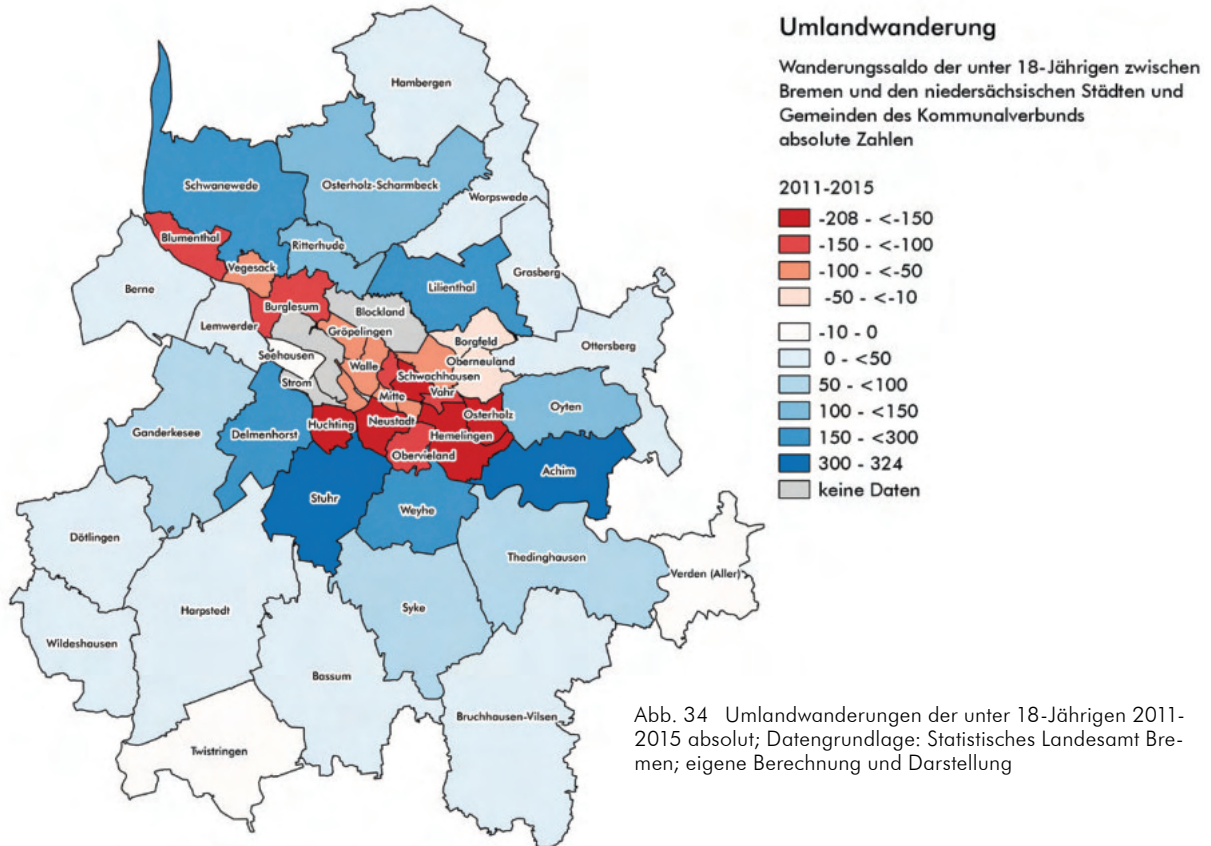 Umlandwanderung
Wanderungssaldo der unter 18-Jährigen zwischen
Bremen und den niedersächsischen Städten und
Gemeinden des Kommunalverbunds
absolute Zahlen
2011-2015
-208 - <-150
-150 - <-100
-100 - <-50
-50 - <-10
-10 - 0
0 - <50
50 - <100
100 - <150
150 - <300
300 - 324
keine Daten
Hambergen
Schwanewede
Osterholz-Scharmbeck
Worpswede
Blumenthal
Ritterhude
Vegesack
Grasberg
Berne
Lilienthal
Burglesum
Blockland
Lemwerder
Gröpelingen
Borgfeld
Ottersberg
Seehausen
Oberneuland
Walle
Schwachhausen
Strom
Vahr
Mitte
Oyten
Osterholz
Huchting
Neustadt
Ganderkesee
Delmenhorst
Hemelingen
Obervieland
Achim
Stuhr
Weyhe
Dötlingen
Thedinghausen
Verden (Aller)
Harpstedt
Syke
Wildeshausen
Bassum
Bruchhausen-Vilsen
Twistringen
Abb. 34 Umlandwanderungen der unter 18-Jährigen 2011-
2015 absolut; Datengrundlage: Statistisches Landesamt Bre-
men; eigene Berechnung und Darstellung